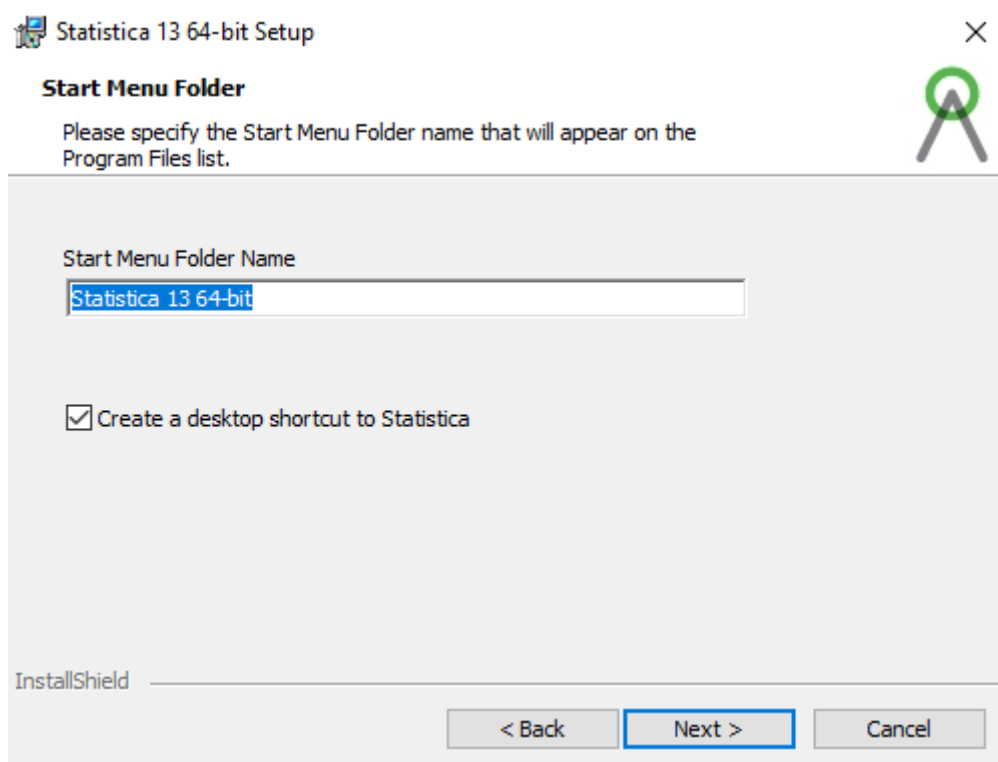 Statistica 13 64-bit Setup
Start Menu Folder
Please specify the Start Menu Folder name that will appear on the
Program Files list.
Start Menu Folder Name
Statistica 13 64-bit
Create a desktop shortcut to Statistica
InstallShield
< Back
Next >
Cancel